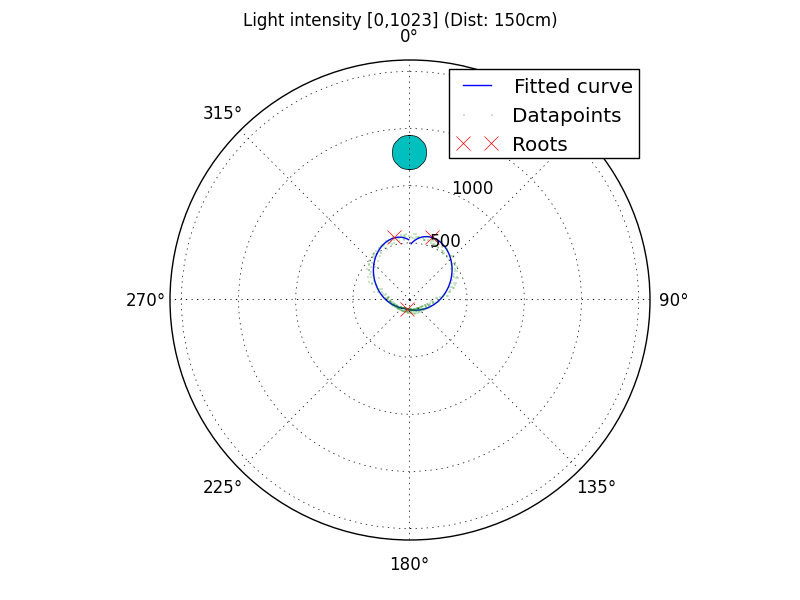 Light intensity [0,1023] (Dist: 150cm)
0°
Fitted curve
Datapoints
Roots
315°
1000
500
270°
90°
225°
135°
180°